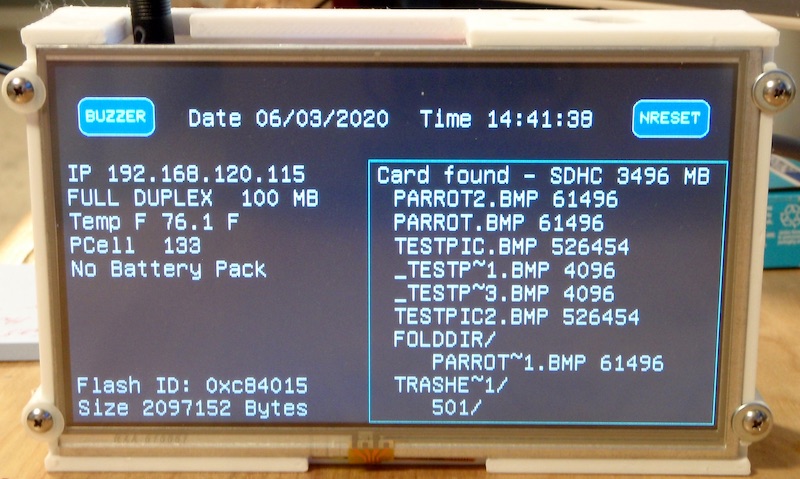 BUZZER
Date 06/03/2020 Time 14:41:38
NRESET
IP 192.168.120.115
FULL DUPLEX 100 MB
Temp F 76.1 F
PCell 133
No Battery Pack
Flash ID: 0xc84015
Size 2097152 Bytes
Card found - SDHC 3496 MB
PARROT2.BMP 61496
PARROT.BMP 61496
TESTPIC.BMP 526454
_TESTP~1.BMP 4096
_TESTP~3.BMP 4096
TESTPIC2.BMP 526454
FOLDDIR/
PARROT~1.BMP 61496
TRASHE~1/
501/